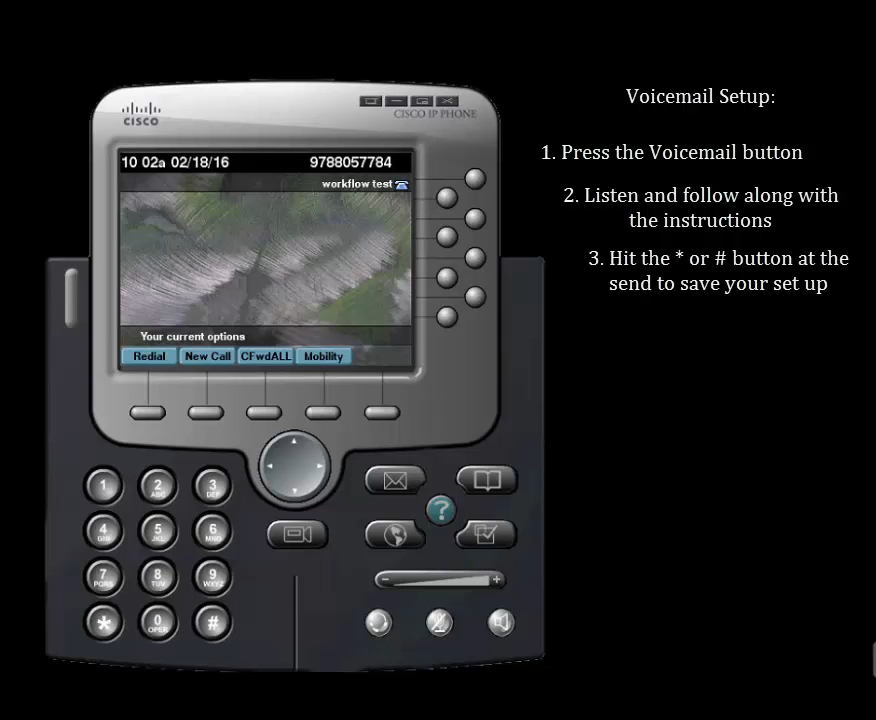 CISCO
CISCO IP PHONE
10 02a 02/18/16 9788057784
workflow test
Your current options
Redial New Call CFwdALL Mobility
Voicemail Setup:
1. Press the Voicemail button
2. Listen and follow along with
the instructions
3. Hit the * or # button at the
send to save your set up
1 2 ABC 3 DEF
4 GHI 5 JKL 6 MNO
7 PQRS 8 TUV 9 WXYZ
* 0 OPER #
?
- +